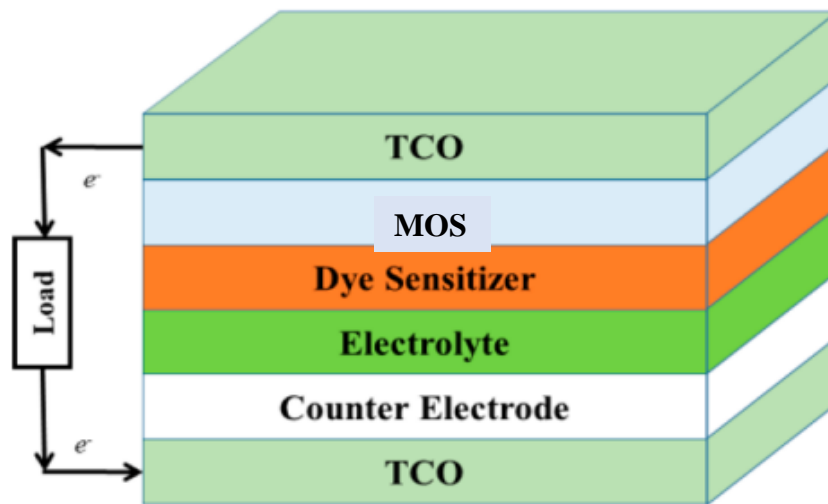 TCO
e-
MOS
Dye Sensitizer
Load
Electrolyte
Counter Electrode
e-
TCO